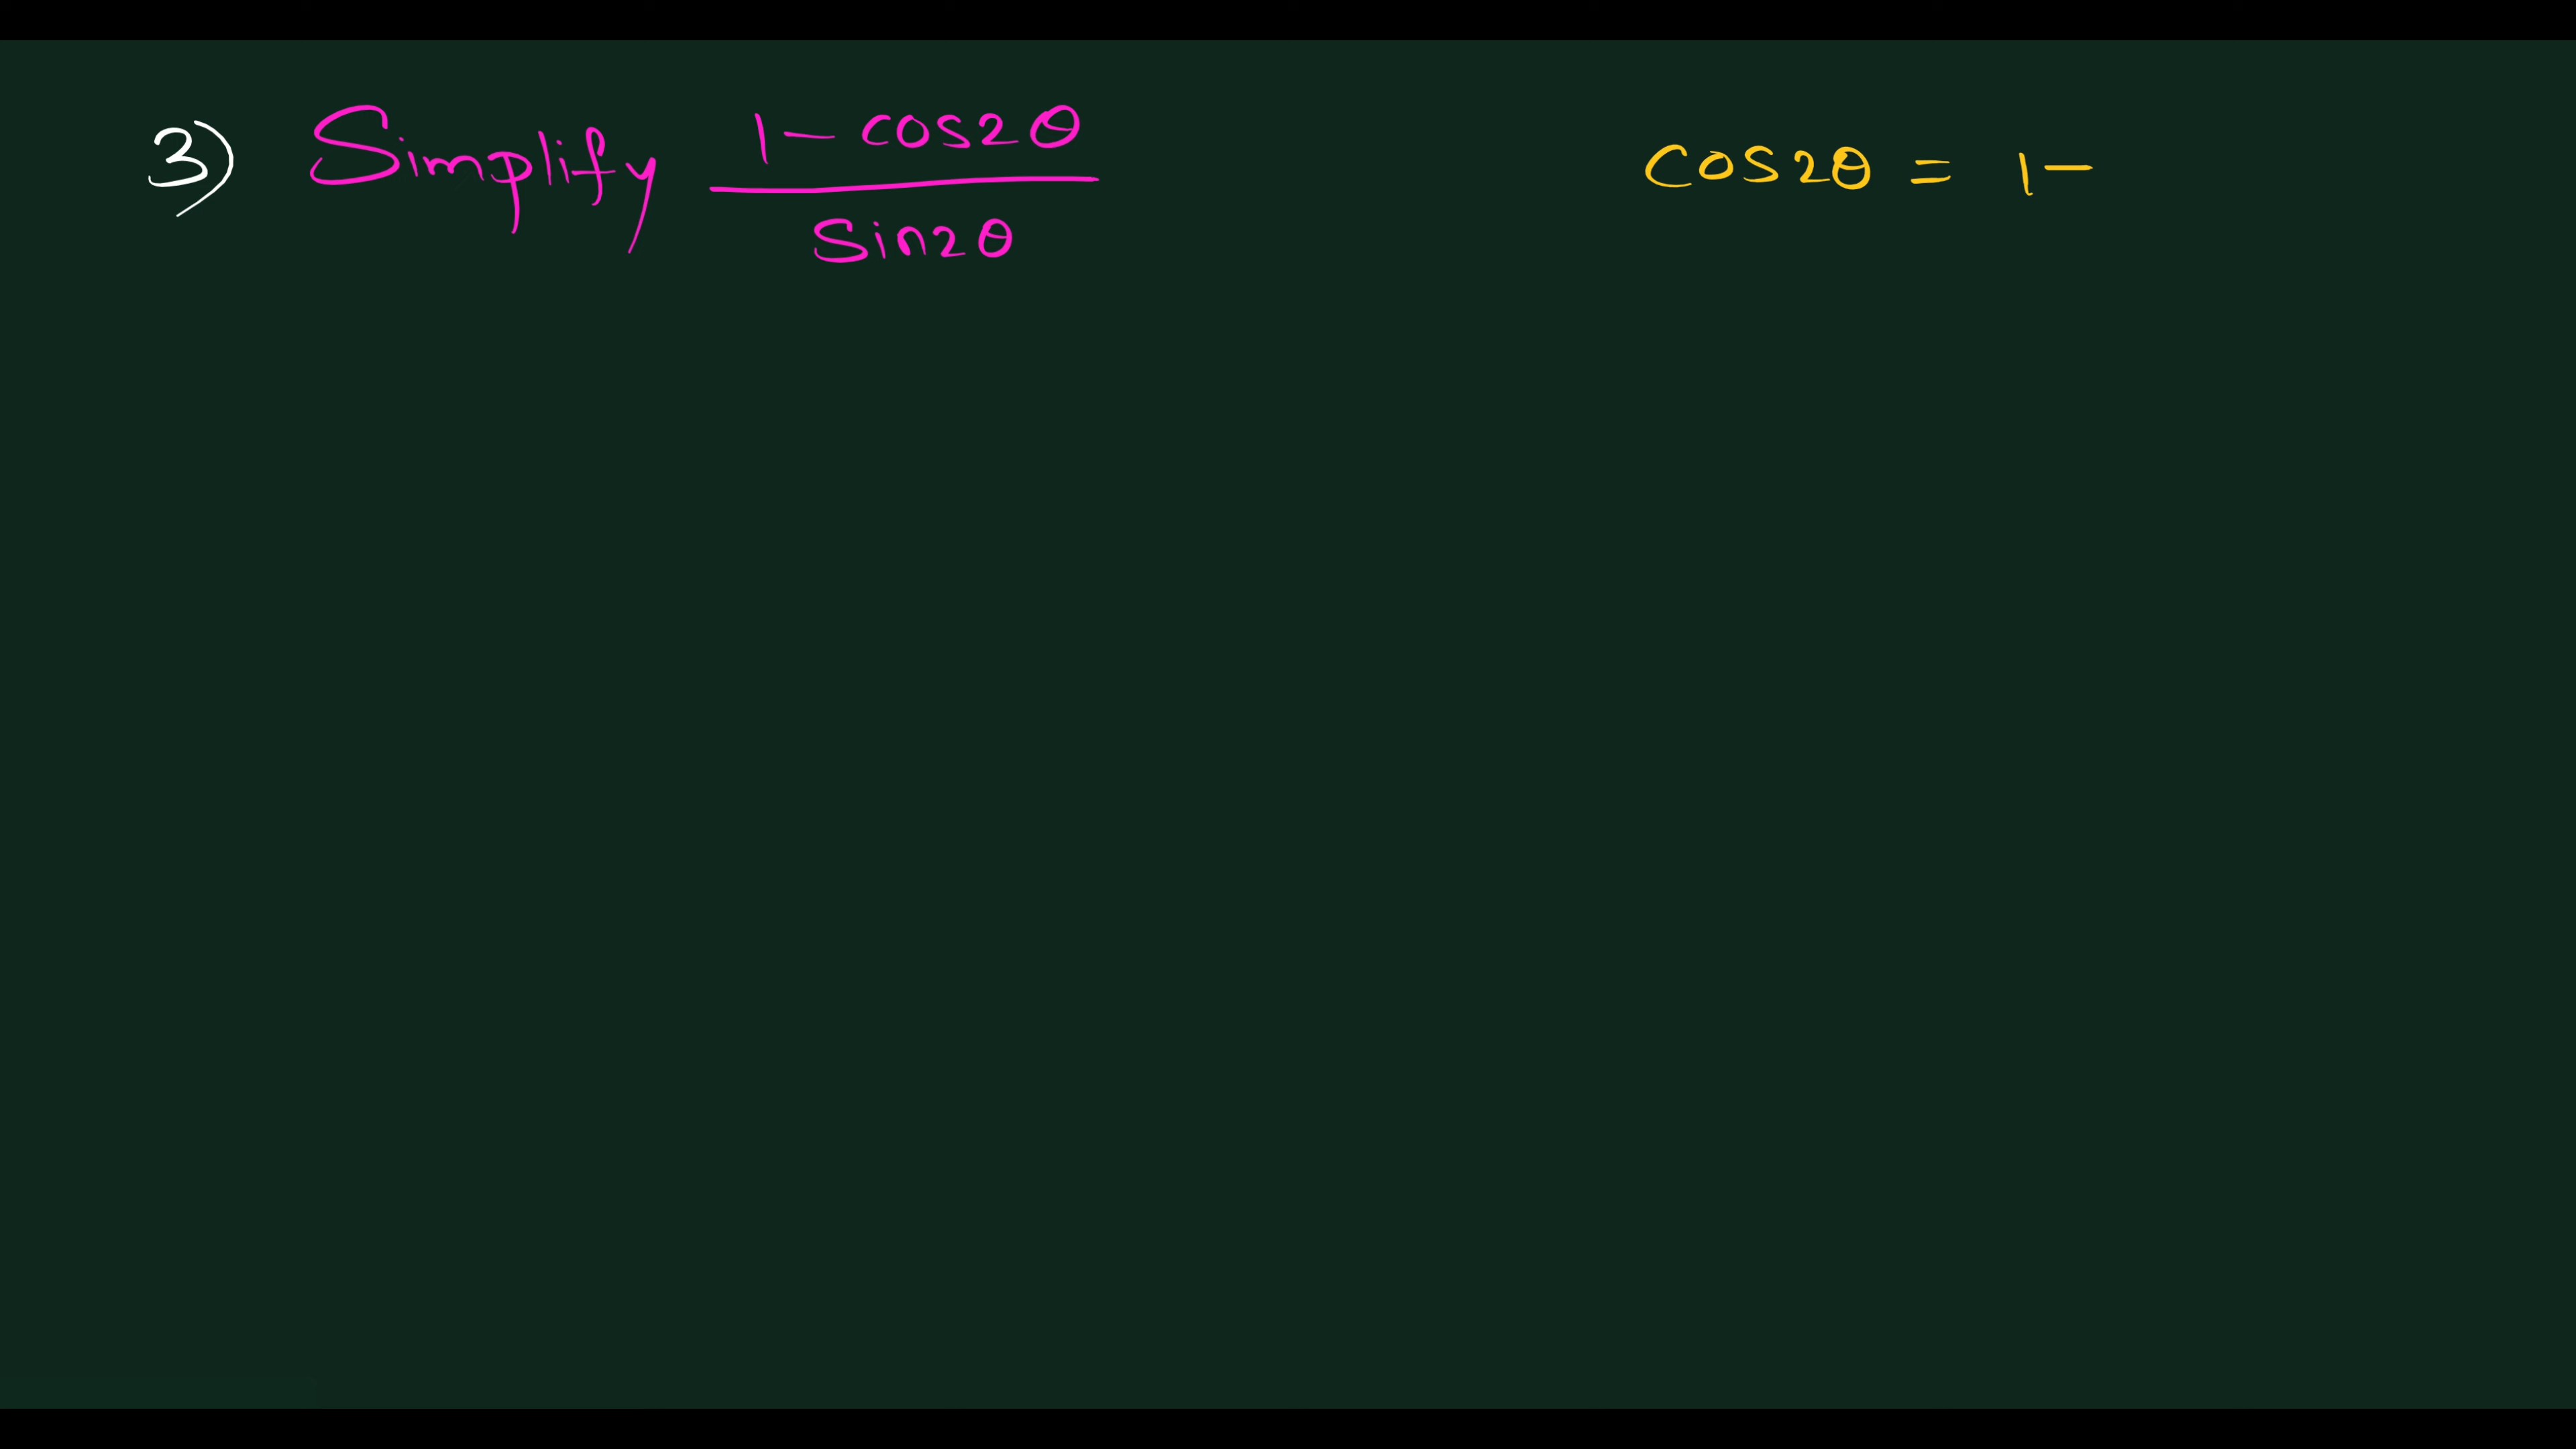 3) Simplify 1 - cos2θ / Sin2θ
cos2θ = 1 -